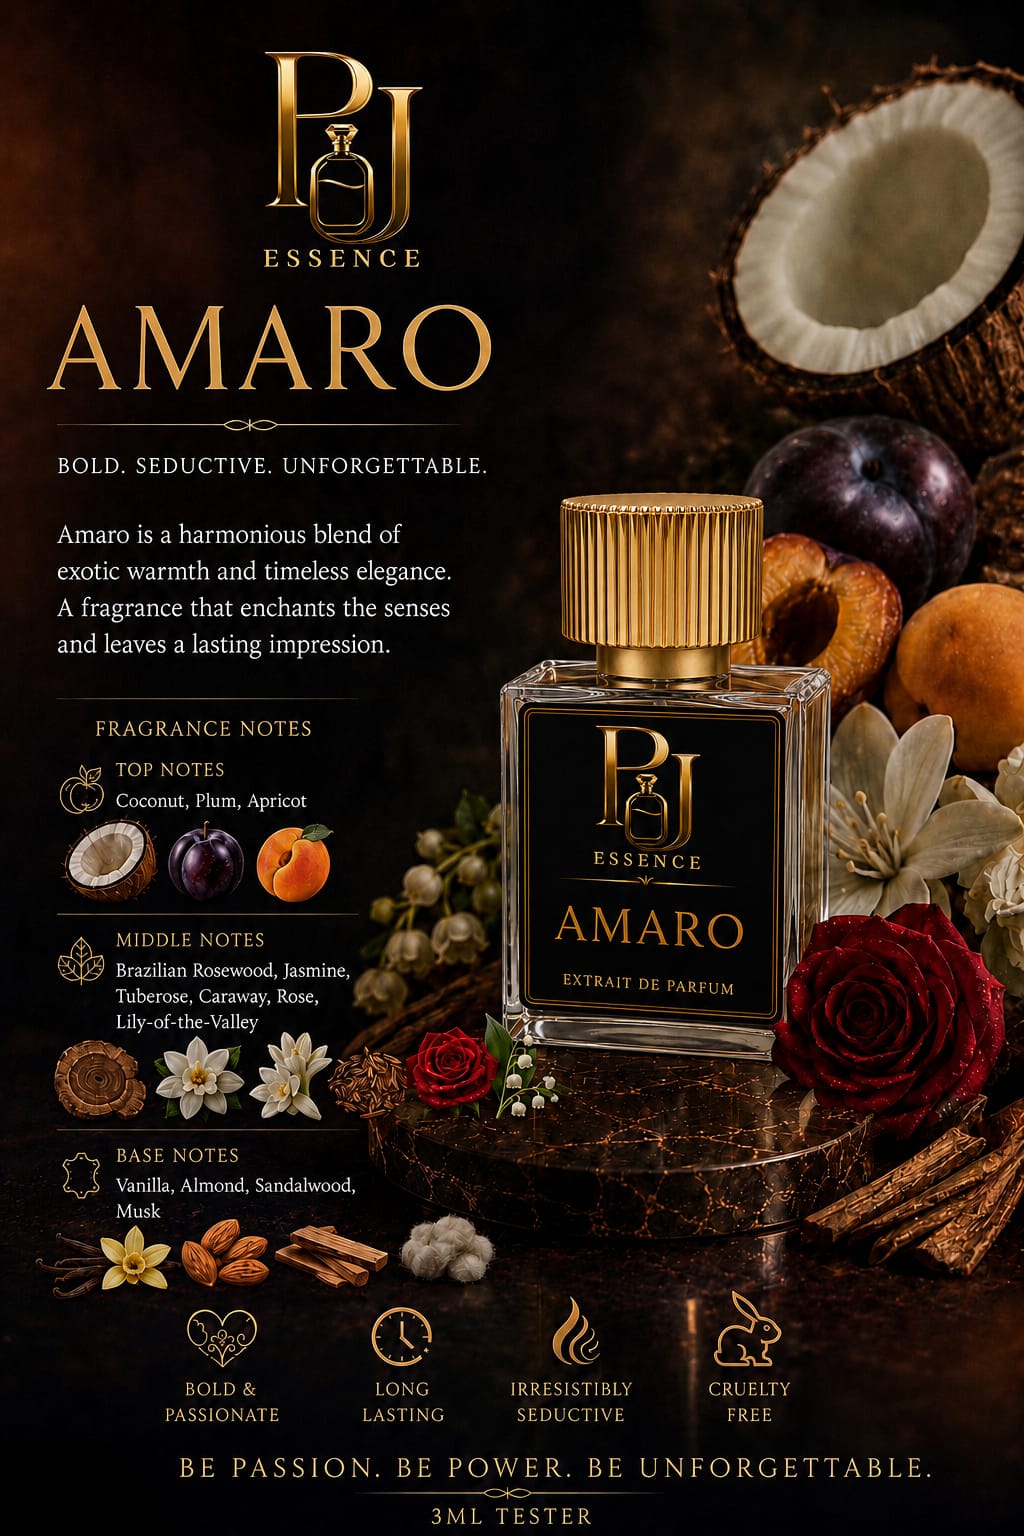 PJ
ESSENCE
AMARO
BOLD. SEDUCTIVE. UNFORGETTABLE.
Amaro is a harmonious blend of
exotic warmth and timeless elegance.
A fragrance that enchants the senses
and leaves a lasting impression.
FRAGRANCE NOTES
TOP NOTES
Coconut, Plum, Apricot
MIDDLE NOTES
Brazilian Rosewood, Jasmine,
Tuberose, Caraway, Rose,
Lily-of-the-Valley
BASE NOTES
Vanilla, Almond, Sandalwood,
Musk
PJ
ESSENCE
AMARO
EXTRAIT DE PARFUM
BOLD &
PASSIONATE
LONG
LASTING
IRRESISTIBLY
SEDUCTIVE
CRUELTY
FREE
BE PASSION. BE POWER. BE UNFORGETTABLE.
3ML TESTER